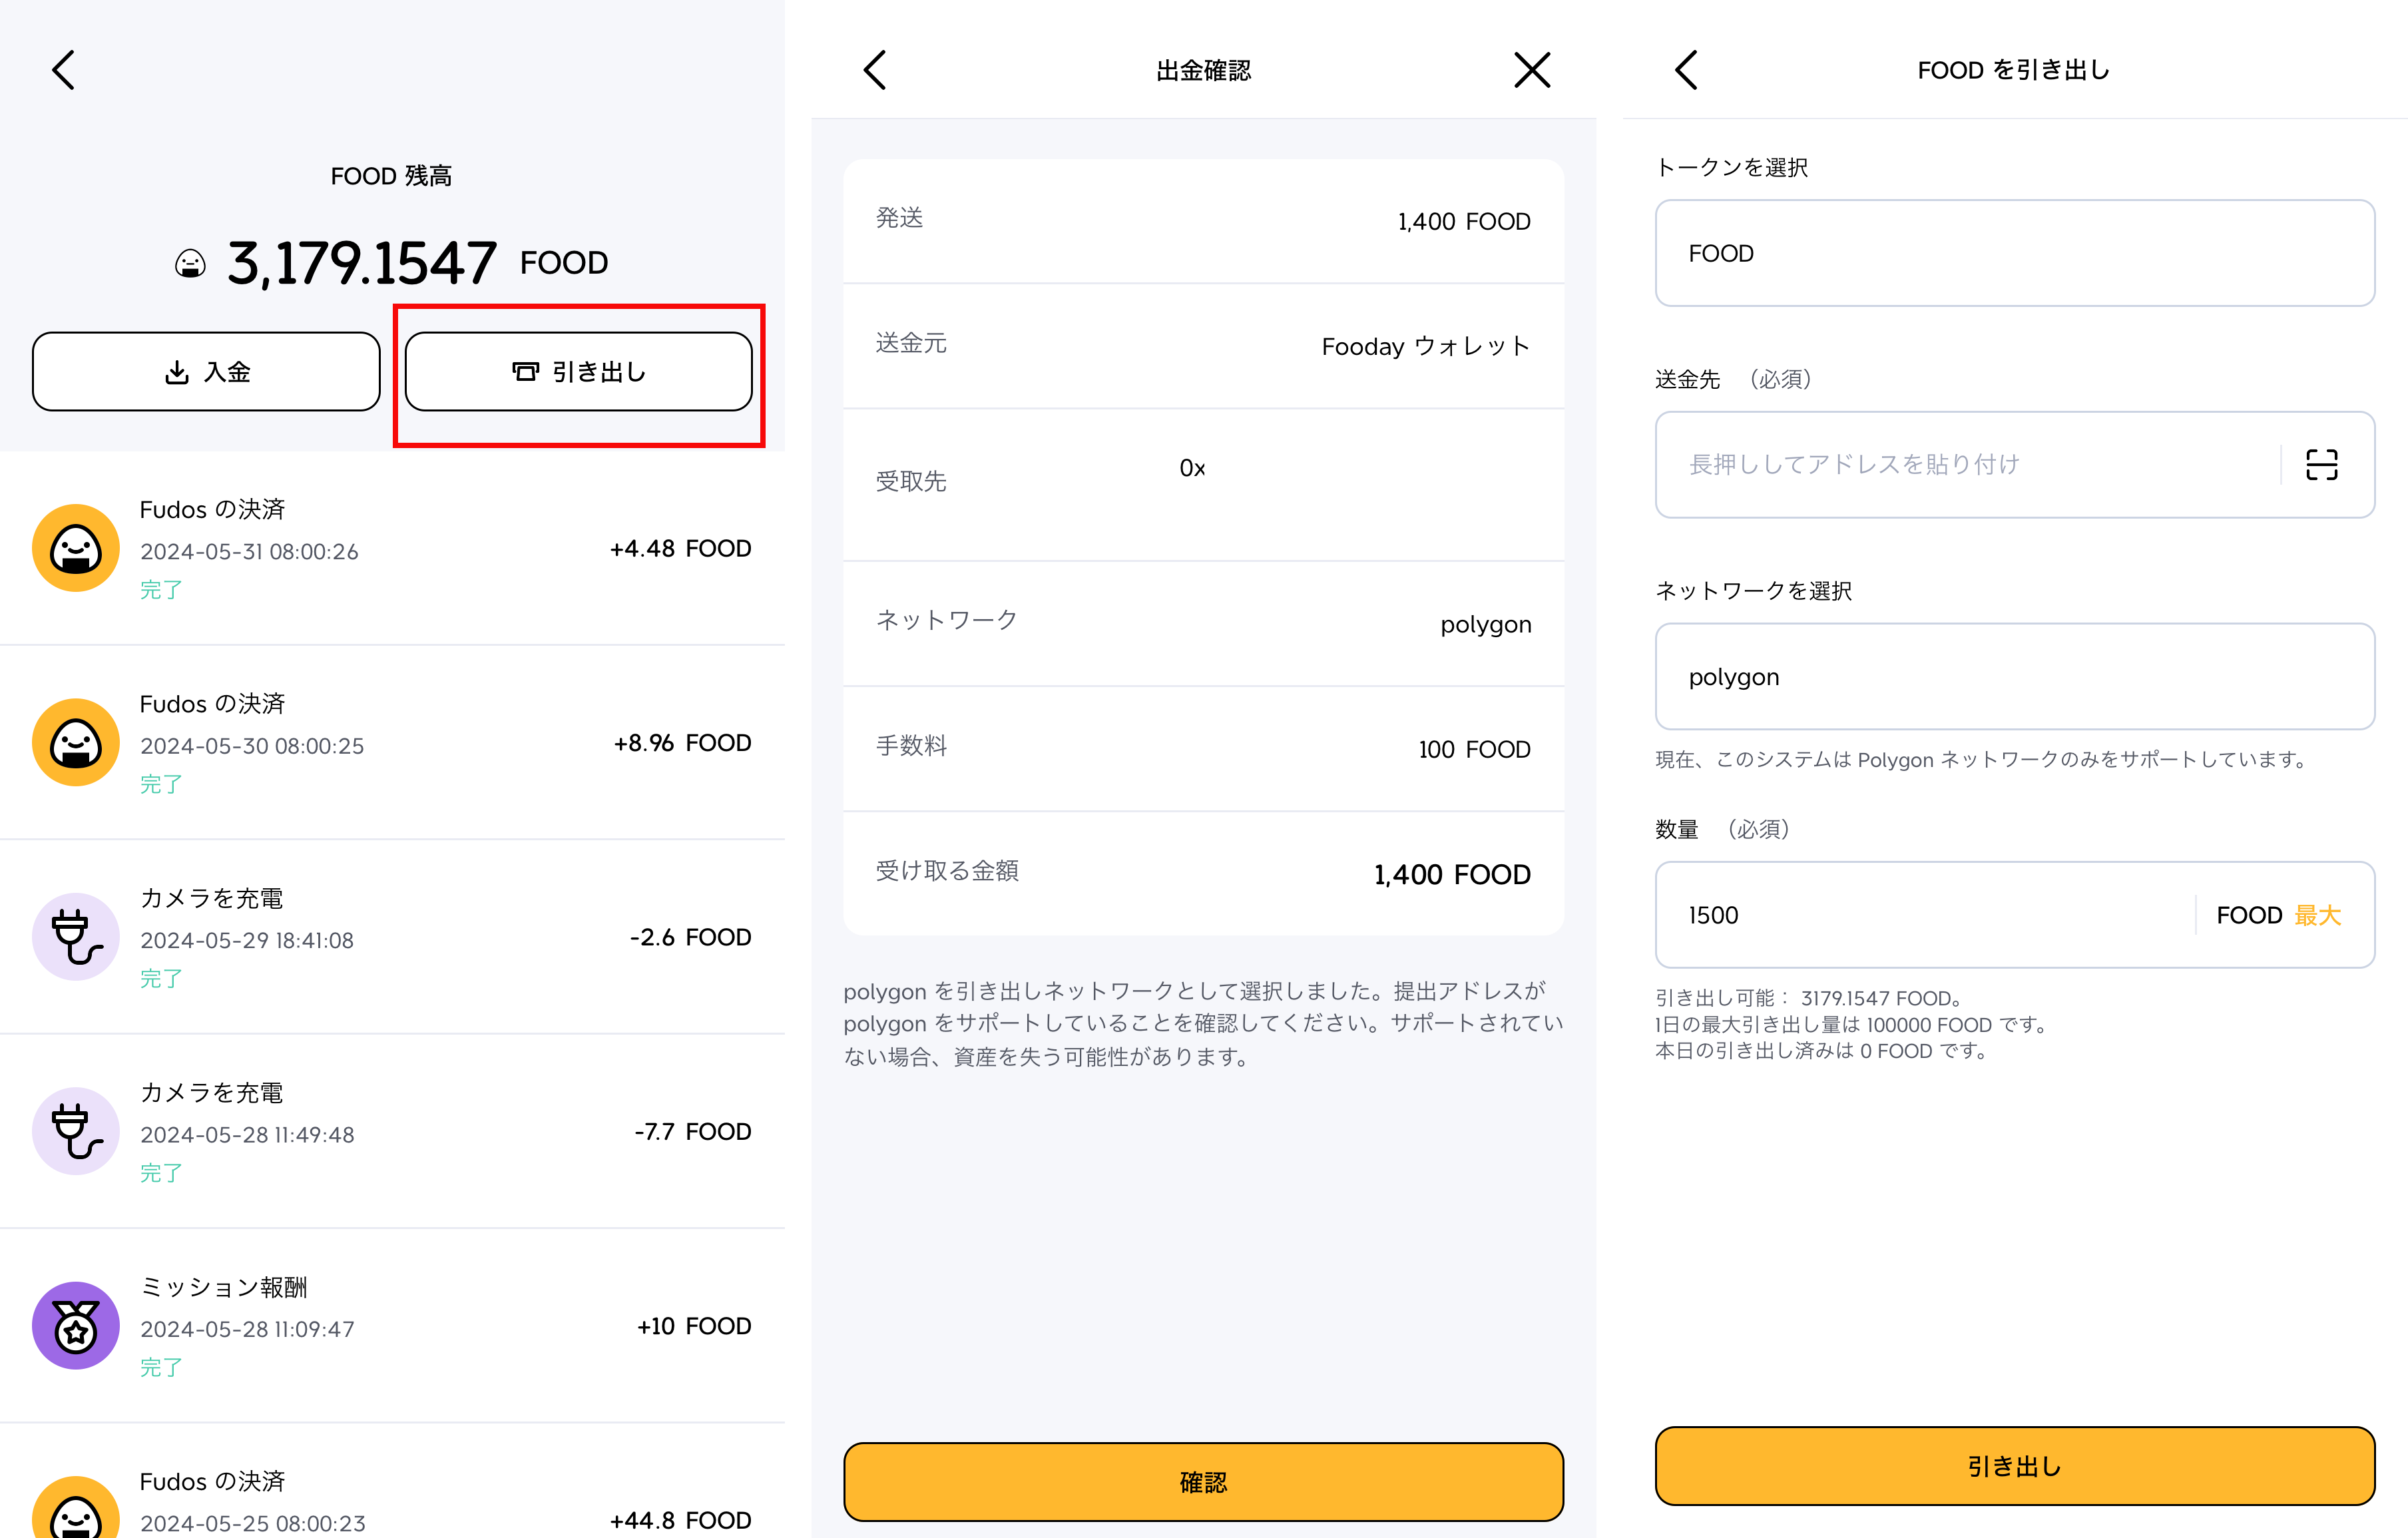 FOOD 残高
3,179.1547 FOOD
入金
引き出し
Fudos の決済
2024-05-31 08:00:26
完了
+4.48 FOOD
Fudos の決済
2024-05-30 08:00:25
完了
+8.96 FOOD
カメラを充電
2024-05-29 18:41:08
完了
-2.6 FOOD
カメラを充電
2024-05-28 11:49:48
完了
-7.7 FOOD
ミッション報酬
2024-05-28 11:09:47
完了
+10 FOOD
Fudos の決済
2024-05-25 08:00:23
+44.8 FOOD
出金確認
発送 1,400 FOOD
送金元 Fooday ウォレット
受取先 0x
ネットワーク polygon
手数料 100 FOOD
受け取る金額 1,400 FOOD
polygon を引き出しネットワークとして選択しました。提出アドレスが
polygon をサポートしていることを確認してください。サポートされてい
ない場合、資産を失う可能性があります。
確認
FOOD を引き出し
トークンを選択
FOOD
送金先 （必須）
長押ししてアドレスを貼り付け
ネットワークを選択
polygon
現在、このシステムは Polygon ネットワークのみをサポートしています。
数量 （必須）
1500 FOOD 最大
引き出し可能： 3179.1547 FOOD。
1日の最大引き出し量は 100000 FOOD です。
本日の引き出し済みは 0 FOOD です。
引き出し